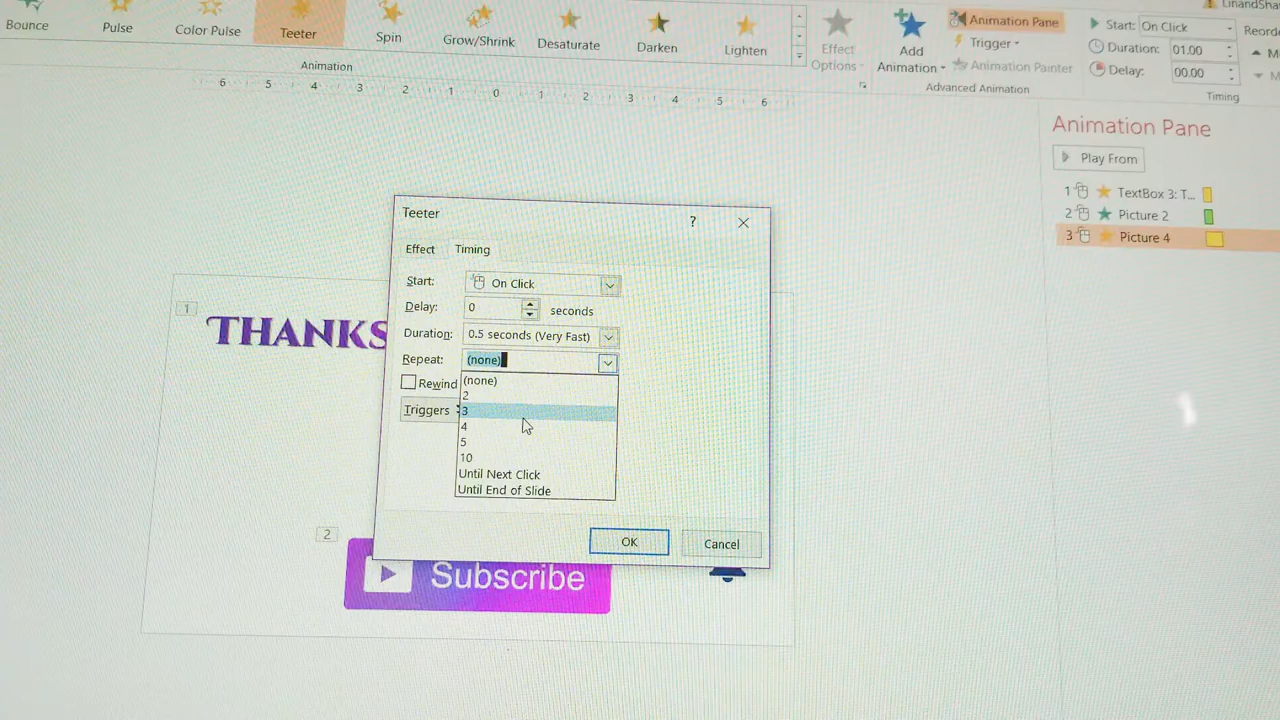 LinandSha
Bounce
Pulse
Color Pulse
Teeter
Spin
Grow/Shrink
Desaturate
Darken
Lighten
Effect
Options
Add
Animation
Animation Pane
Trigger
Animation Painter
Start: On Click
Duration: 01.00
Delay: 00.00
Reorde
Animation
Advanced Animation
Timing
6 5 4 3 2 1 0 1 2 3 4 5 6
Animation Pane
Play From
1 TextBox 3: T...
2 Picture 2
3 Picture 4
Teeter
?
Effect Timing
Start: On Click
Delay: 0 seconds
Duration: 0.5 seconds (Very Fast)
Repeat: (none)
Rewind
Triggers
(none)
2
3
4
5
10
Until Next Click
Until End of Slide
OK Cancel
1
THANKS
2
Subscribe